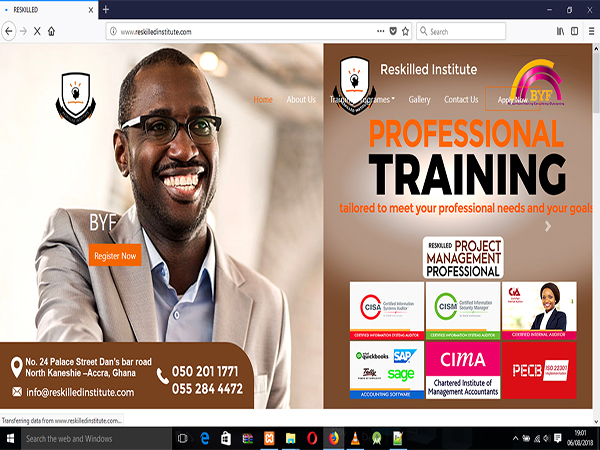 RESKILLED
www.reskilledinstitute.com
Search
Reskilled Institute
BYF
Home About Us Training Programes Gallery Contact Us Apply Now
PROFESSIONAL
TRAINING
tailored to meet your professional needs and your goals
BYF
Register Now
RESKILLED PROJECT
MANAGEMENT
PROFESSIONAL
CISA Certified Information Systems Auditor
CERTIFIED INFORMATION SYSTEMS AUDITOR
CISM Certified Information Security Manager
CERTIFIED INFORMATION SYSTEMS AUDITOR
CIA
CERTIFIED INTERNAL AUDITOR
quickbooks SAP
Tally sage
ACCOUNTING SOFTWARE
CIMA
Chartered Institute of
Management Accountants
PECB ISO 22301
No. 24 Palace Street Dan's bar road
North Kaneshie –Accra, Ghana
info@reskilledinstitute.com
050 201 1771
055 284 4472
Transferring data from www.reskilledinstitute.com...
Search the web and Windows
19:01
06/08/2018